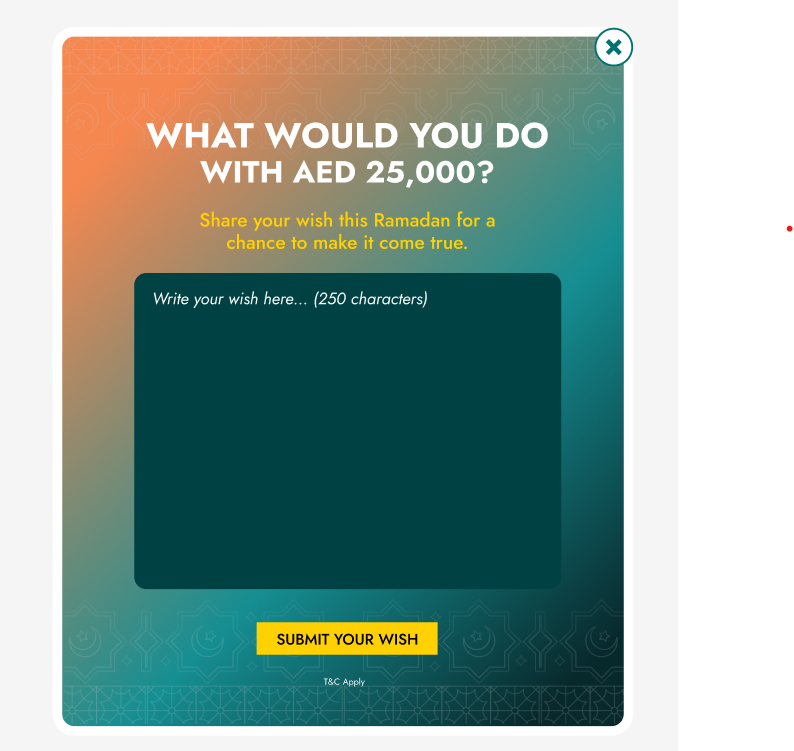 WHAT WOULD YOU DO
WITH AED 25,000?
Share your wish this Ramadan for a
chance to make it come true.
Write your wish here... (250 characters)
SUBMIT YOUR WISH
T&C Apply